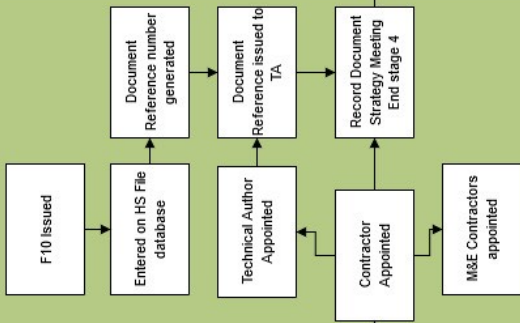 F10 Issued
Entered on HS File
database
Document
Reference number
generated
Technical Author
Appointed
Document
Reference issued to
TA
Contractor
Appointed
Record Document
Strategy Meeting
End stage 4
M&E Contractors
appointed